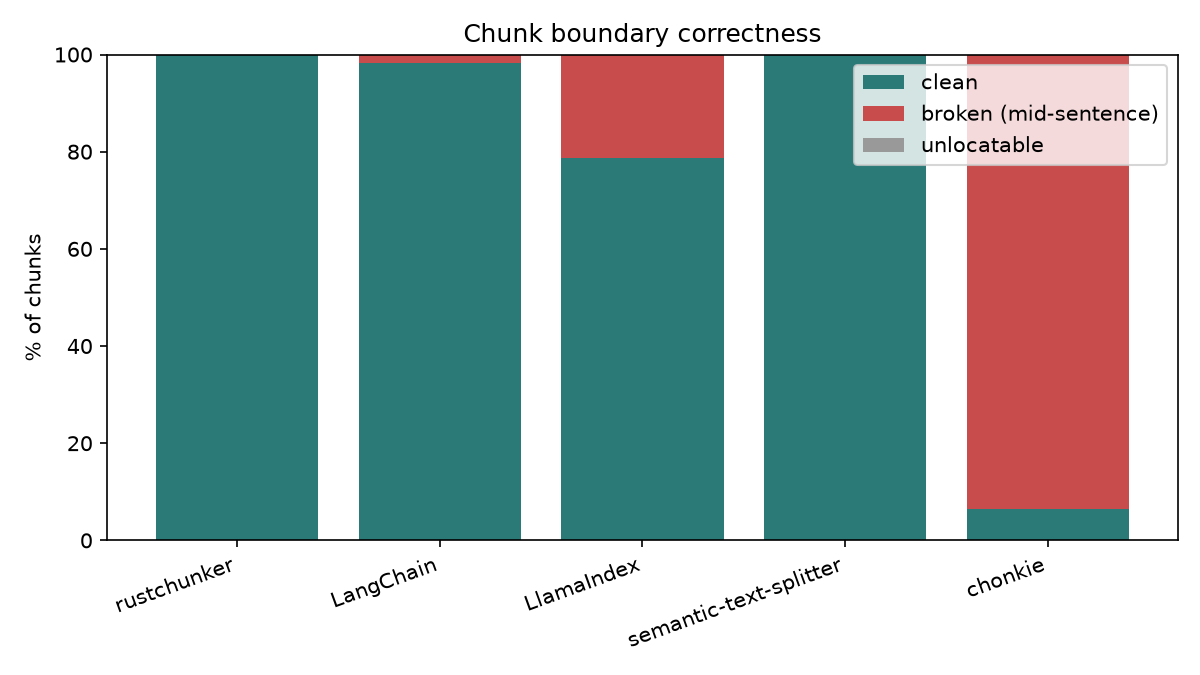 Chunk boundary correctness
clean
broken (mid-sentence)
unlocatable
% of chunks
100
80
60
40
20
0
rustchunker
LangChain
LlamaIndex
semantic-text-splitter
chonkie